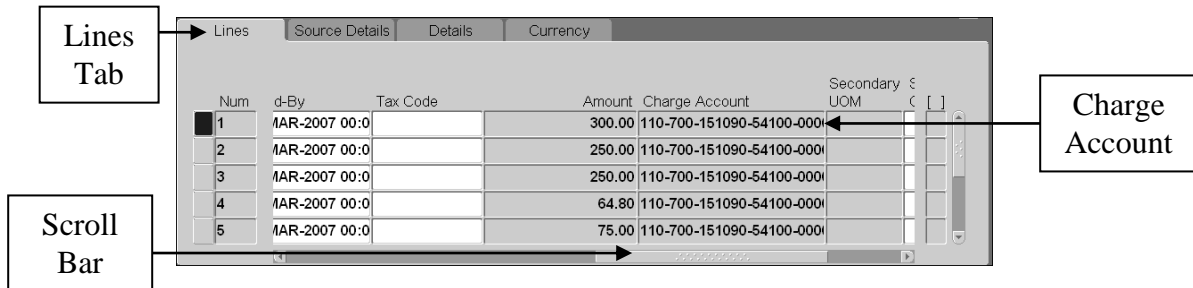 Lines Tab
Lines Source Details Details Currency
Num d-By Tax Code Amount Charge Account Secondary UOM [ ]
1 MAR-2007 00:0 300.00 110-700-151090-54100-000
2 MAR-2007 00:0 250.00 110-700-151090-54100-000
3 MAR-2007 00:0 250.00 110-700-151090-54100-000
4 MAR-2007 00:0 64.80 110-700-151090-54100-000
5 MAR-2007 00:0 75.00 110-700-151090-54100-000
Charge Account
Scroll Bar